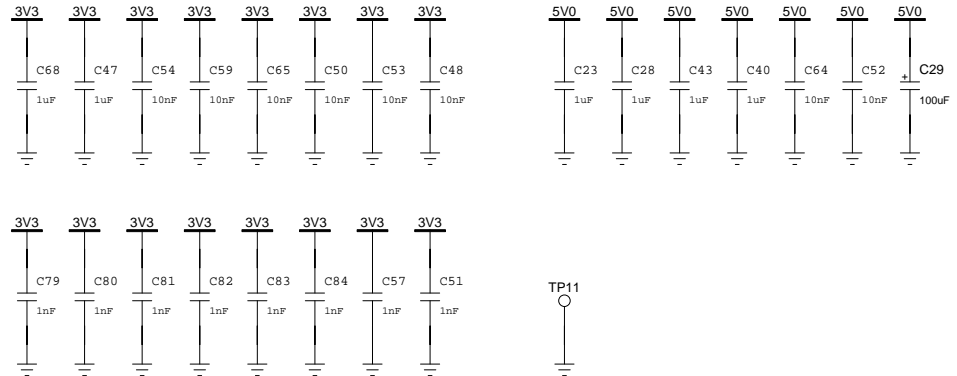 3V3 3V3 3V3 3V3 3V3 3V3 3V3 3V3 5V0 5V0 5V0 5V0 5V0 5V0 5V0
C68 C47 C54 C59 C65 C50 C53 C48 C23 C28 C43 C40 C64 C52 + C29
1uF 1uF 10nF 10nF 10nF 10nF 10nF 10nF 1uF 1uF 1uF 1uF 10nF 10nF 100uF
3V3 3V3 3V3 3V3 3V3 3V3 3V3 3V3
C79 C80 C81 C82 C83 C84 C57 C51 TP11
1nF 1nF 1nF 1nF 1nF 1nF 1nF 1nF